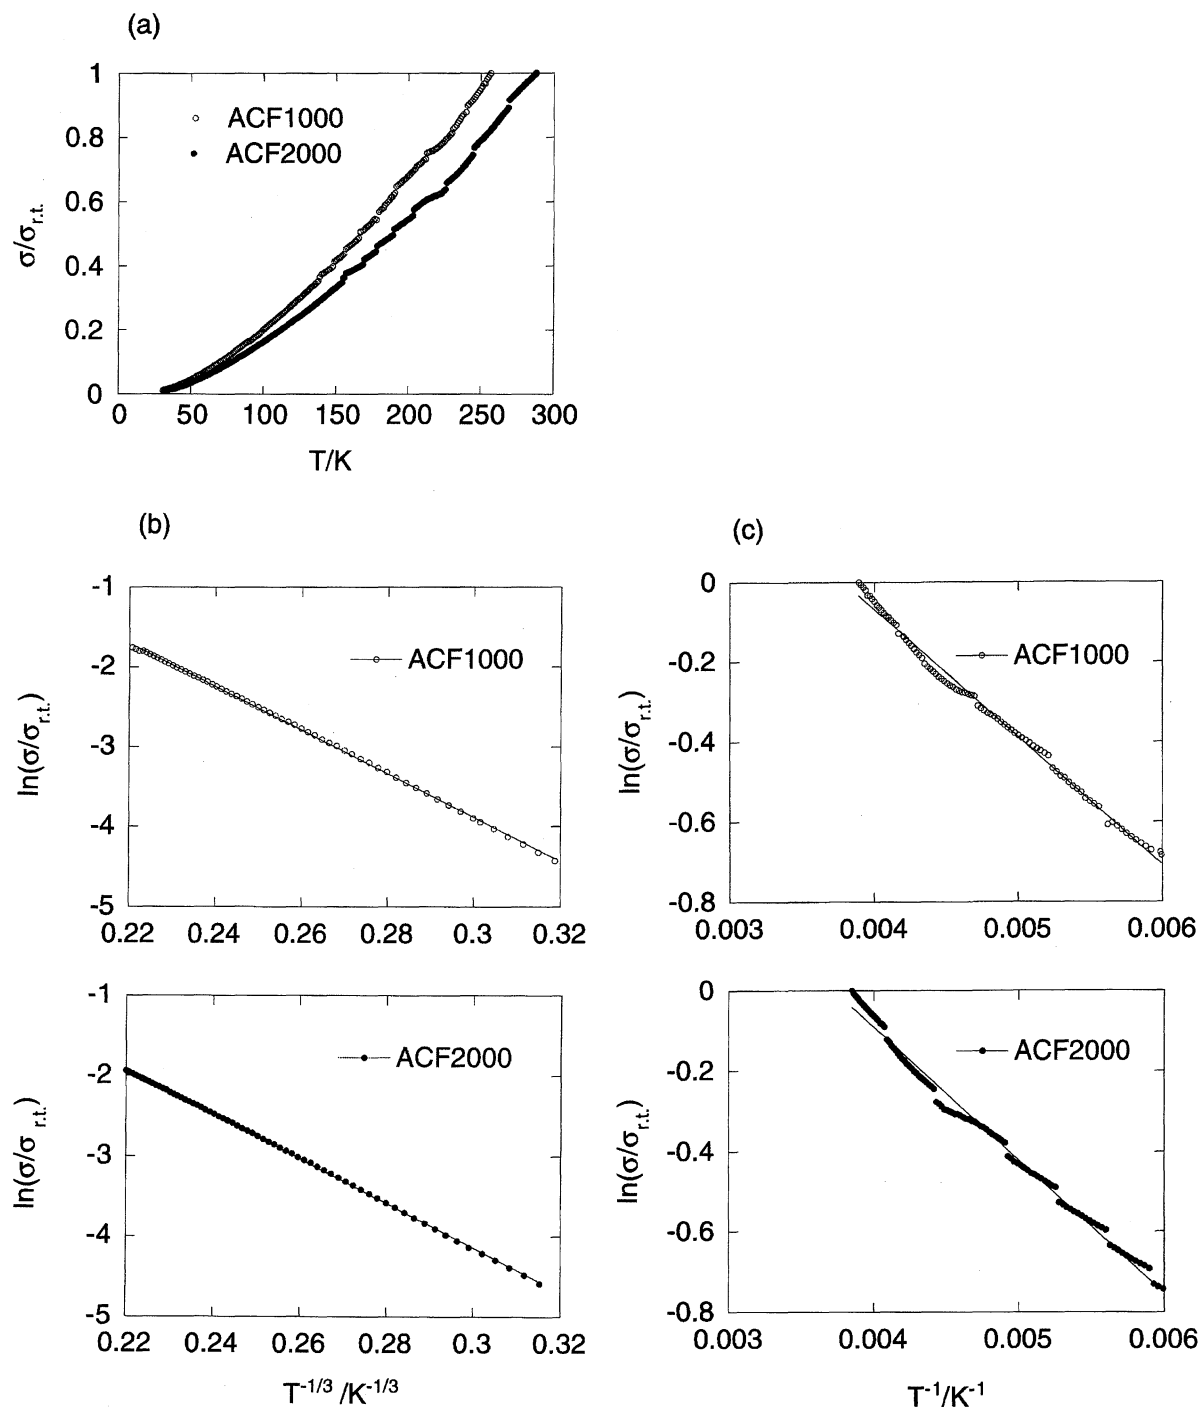 (a)
1
ACF1000
0.8
ACF2000
0.6
σ/σr.t.
0.4
0.2
0
0 50 100 150 200 250 300
T/K
(b)
-1
-2
ACF1000
ln(σ/σr.t.)
-3
-4
-5
0.22 0.24 0.26 0.28 0.3 0.32
-1
ACF2000
-2
ln(σ/σr.t.)
-3
-4
-5
0.22 0.24 0.26 0.28 0.3 0.32
T-1/3 /K-1/3
(c)
0
ACF1000
-0.2
ln(σ/σr.t.)
-0.4
-0.6
-0.8
0.003 0.004 0.005 0.006
0
ACF2000
-0.2
ln(σ/σr.t.)
-0.4
-0.6
-0.8
0.003 0.004 0.005 0.006
T-1/K-1